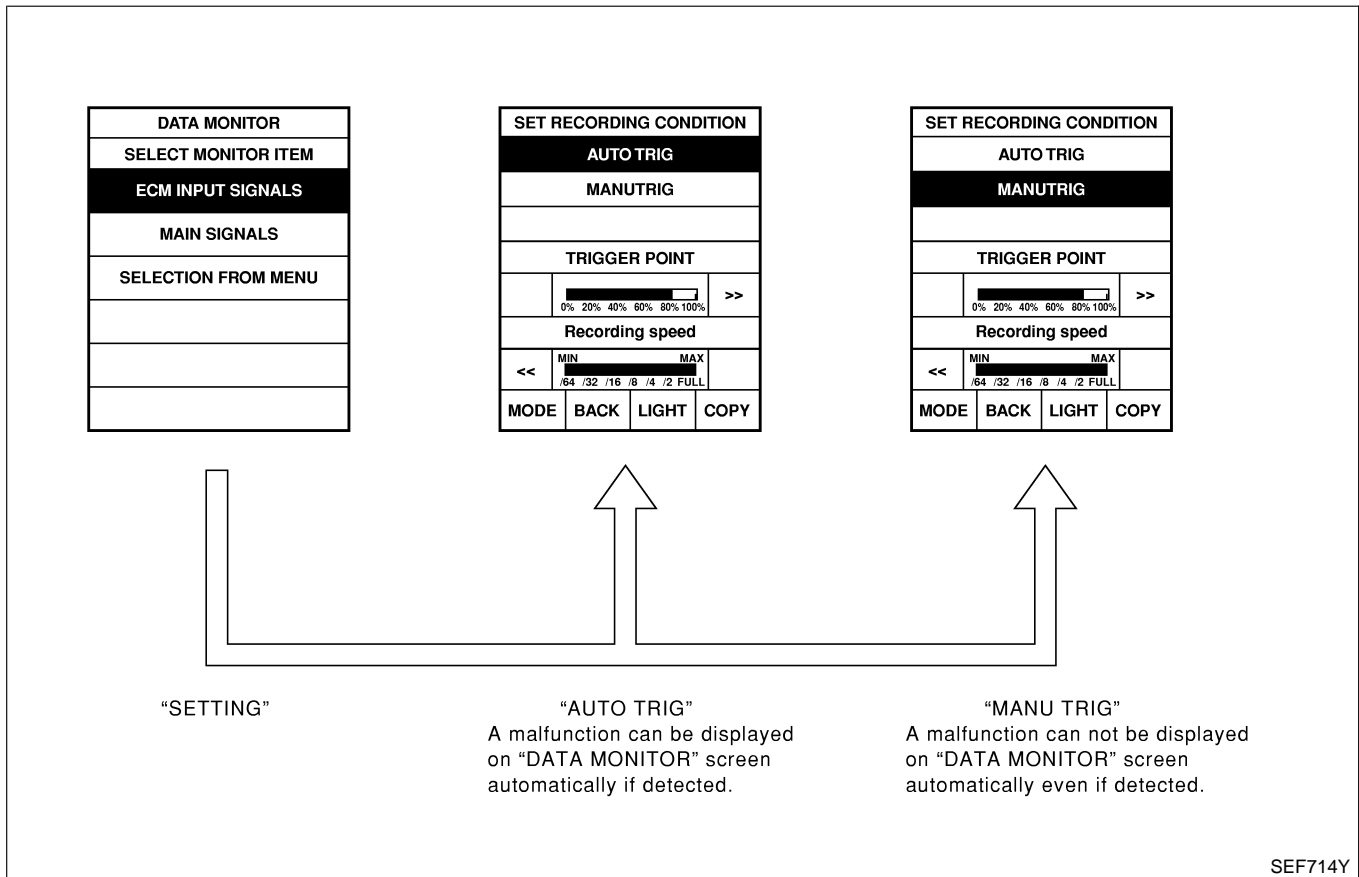 DATA MONITOR
SELECT MONITOR ITEM
ECM INPUT SIGNALS
MAIN SIGNALS
SELECTION FROM MENU
SET RECORDING CONDITION
AUTO TRIG
MANUTRIG
TRIGGER POINT
>>
0% 20% 40% 60% 80% 100%
Recording speed
MIN MAX
<<
/64 /32 /16 /8 /4 /2 FULL
MODE BACK LIGHT COPY
SET RECORDING CONDITION
AUTO TRIG
MANUTRIG
TRIGGER POINT
>>
0% 20% 40% 60% 80% 100%
Recording speed
MIN MAX
<<
/64 /32 /16 /8 /4 /2 FULL
MODE BACK LIGHT COPY
“SETTING”
“AUTO TRIG”
A malfunction can be displayed
on “DATA MONITOR” screen
automatically if detected.
“MANU TRIG”
A malfunction can not be displayed
on “DATA MONITOR” screen
automatically even if detected.
SEF714Y